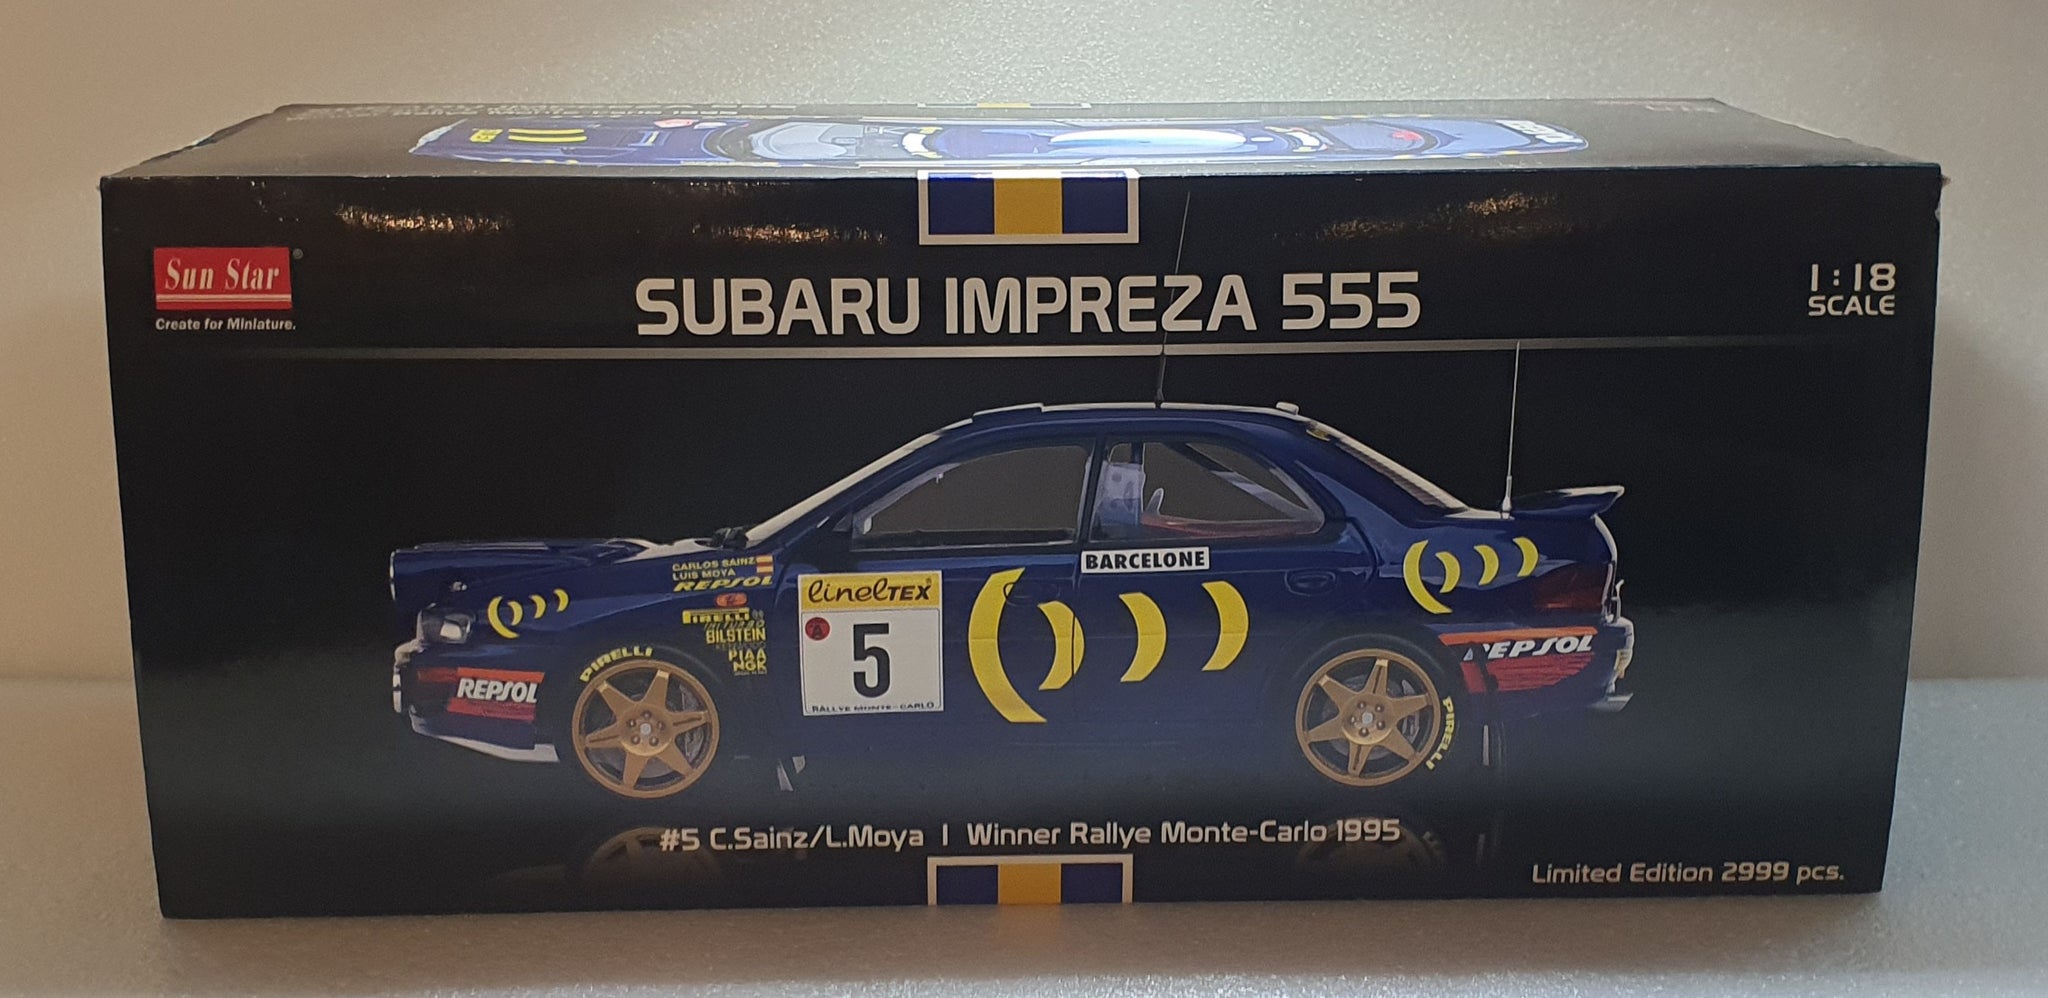 Sun Star
®
Create for Miniature.
SUBARU IMPREZA 555
1:18
SCALE
CARLOS SAINZ
LUIS MOYA
REPSOL
PIRELLI
BILSTEIN
PIAA
NGK
linelTEX
5
RALLYE MONTE-CARLO
BARCELONE
REPSOL
PIRELLI
REPSOL
PIRELLI
#5 C.Sainz/L.Moya | Winner Rallye Monte-Carlo 1995
Limited Edition 2999 pcs.